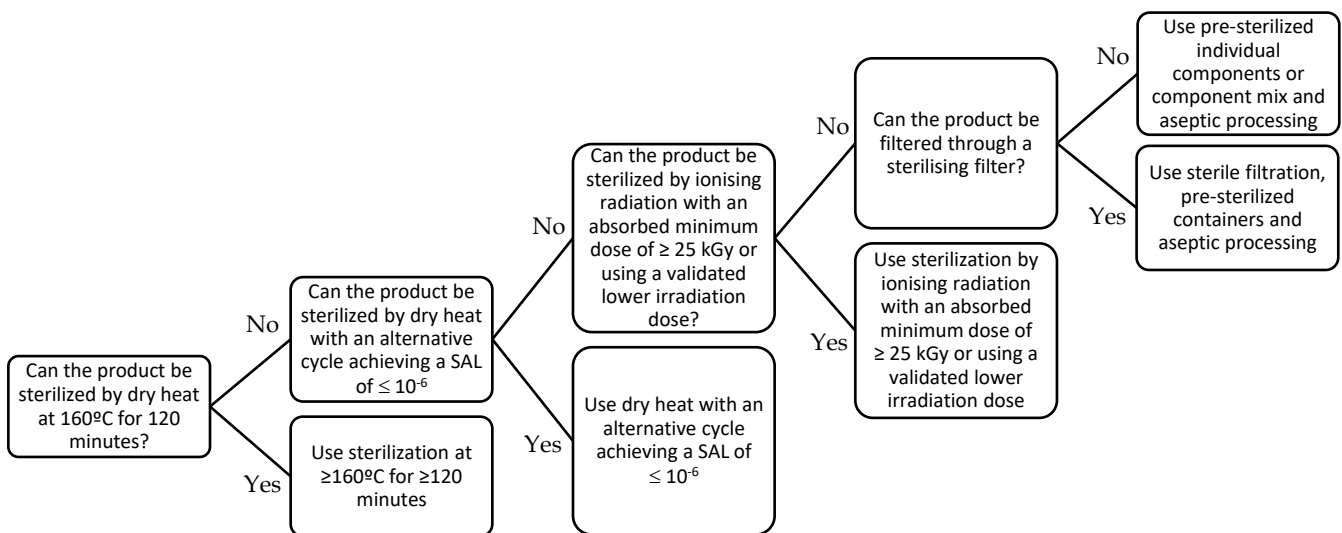 Can the product be
sterilized by dry heat
at 160ºC for 120
minutes?
No
Yes
Can the product be
sterilized by dry heat
with an alternative
cycle achieving a SAL
of ≤ 10⁻⁶
Use sterilization at
≥160ºC for ≥120
minutes
No
Yes
Can the product be
sterilized by ionising
radiation with an
absorbed minimum
dose of ≥ 25 kGy or
using a validated
lower irradiation
dose?
Use dry heat with an
alternative cycle
achieving a SAL of
≤ 10⁻⁶
No
Yes
Can the product be
filtered through a
sterilising filter?
Use sterilization by
ionising radiation
with an absorbed
minimum dose of
≥ 25 kGy or using a
validated lower
irradiation dose
No
Yes
Use pre-sterilized
individual
components or
component mix and
aseptic processing
Use sterile filtration,
pre-sterilized
containers and
aseptic processing